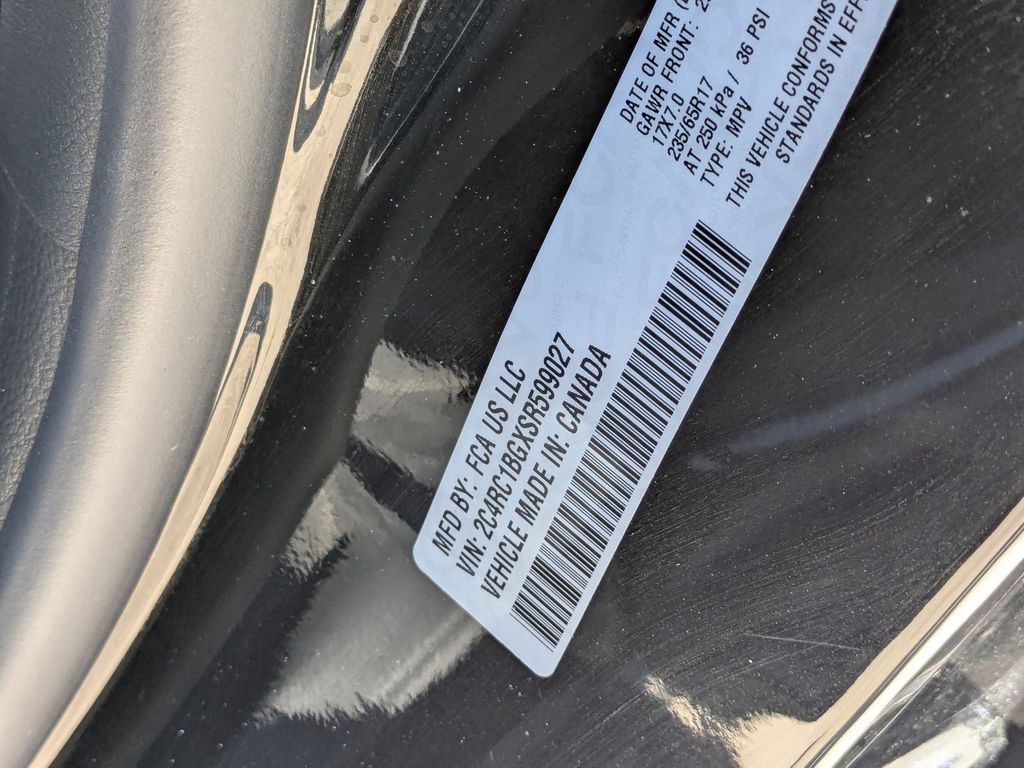 MFD BY: FCA US LLC
VIN: 2C4RC1BGXSR599027
VEHICLE MADE IN: CANADA
DATE OF MFR
GAWR FRONT:
17X7.0
235/65R17
AT 250 kPa / 36 PSI
TYPE: MPV
THIS VEHICLE CONFORMS
STANDARDS IN